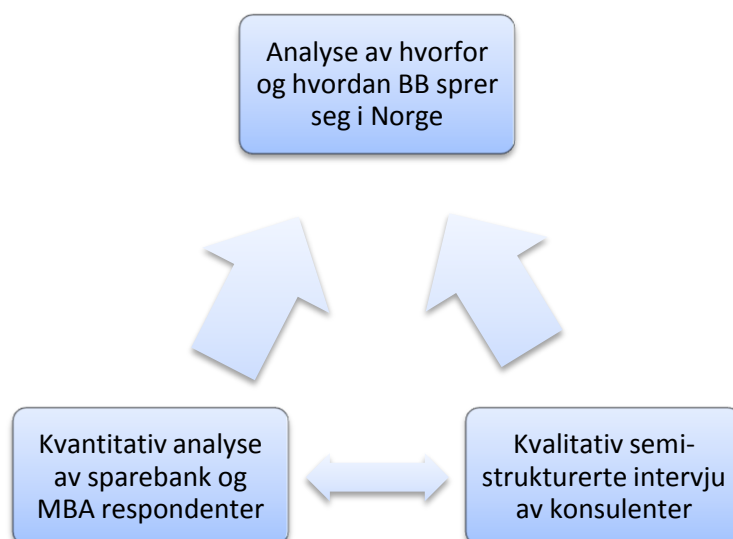 Analyse av hvorfor
og hvordan BB sprer
seg i Norge
Kvantitativ analyse
av sparebank og
MBA respondenter
Kvalitativ semi-
strukturerte intervju
av konsulenter